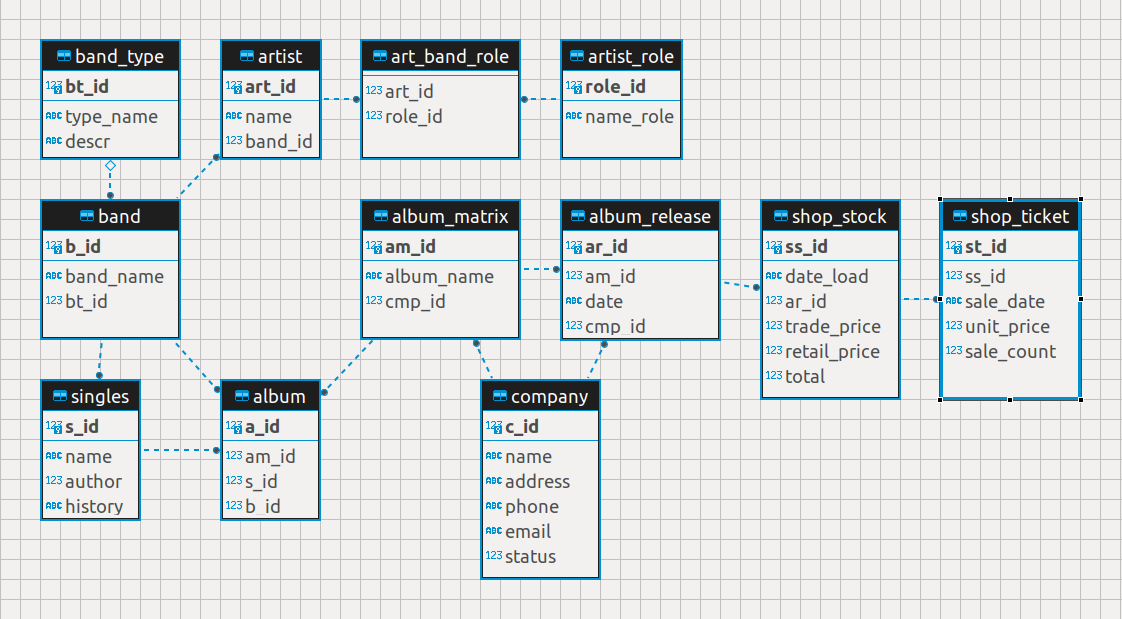 band_type
123 bt_id
ABC type_name
ABC descr
artist
123 art_id
ABC name
123 band_id
art_band_role
123 art_id
123 role_id
artist_role
123 role_id
ABC name_role
band
123 b_id
ABC band_name
123 bt_id
album_matrix
123 am_id
ABC album_name
123 cmp_id
album_release
123 ar_id
123 am_id
ABC date
123 cmp_id
shop_stock
123 ss_id
ABC date_load
123 ar_id
123 trade_price
123 retail_price
123 total
shop_ticket
123 st_id
123 ss_id
ABC sale_date
123 unit_price
123 sale_count
singles
123 s_id
ABC name
123 author
ABC history
album
123 a_id
123 am_id
123 s_id
123 b_id
company
123 c_id
ABC name
ABC address
ABC phone
ABC email
123 status